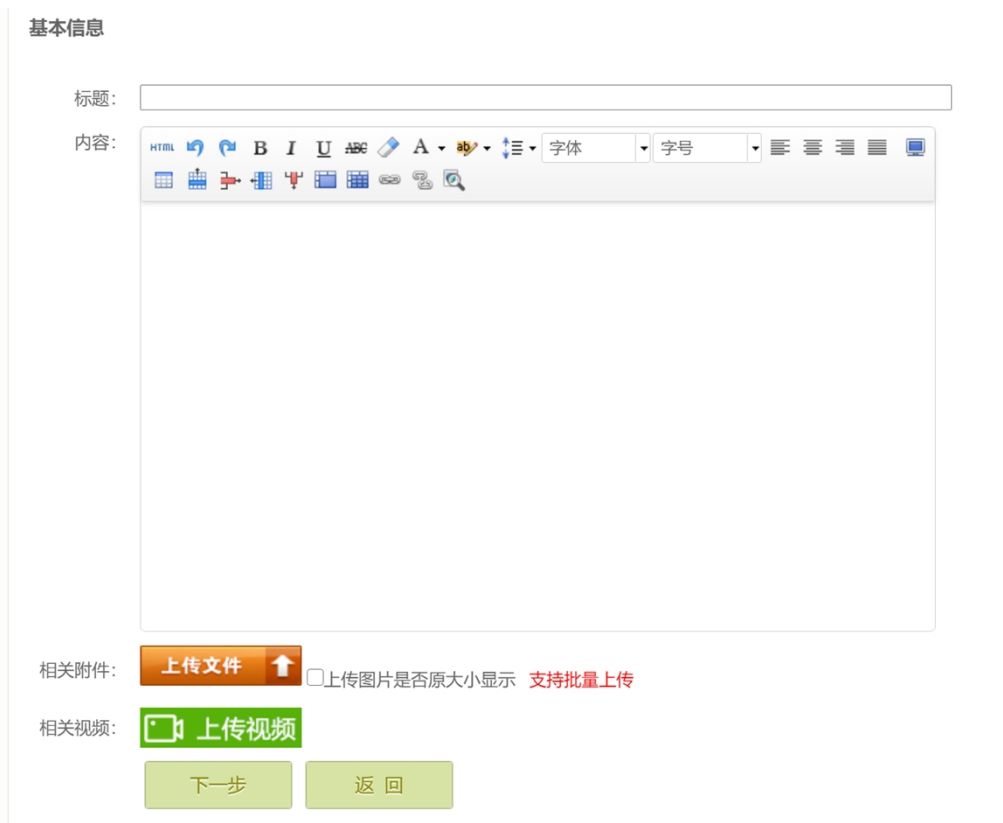 基本信息
标题：
内容：
HTML B I U ABC A ab 字体 字号
相关附件： 上传文件 上传图片是否原大小显示 支持批量上传
相关视频： 上传视频
下一步 返 回